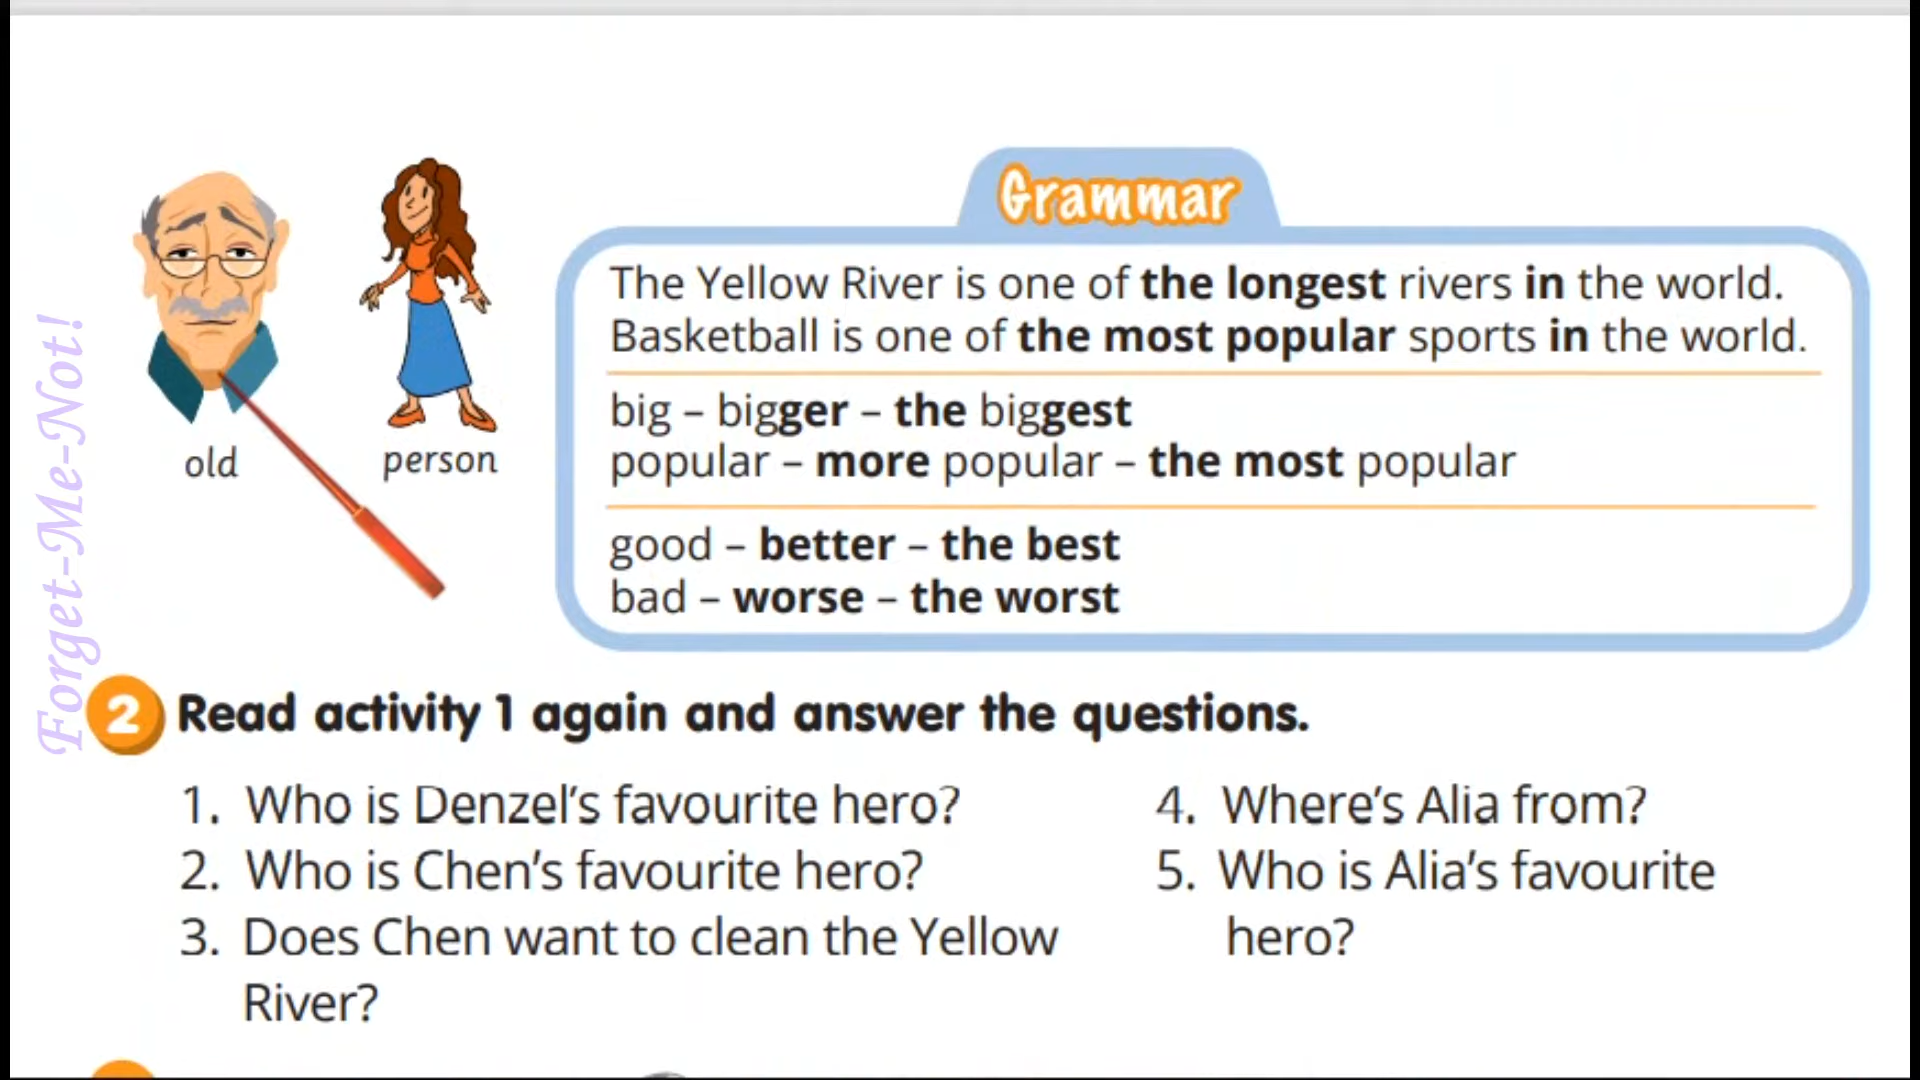 Forget-Me-Not!
old
person
Grammar
The Yellow River is one of the longest rivers in the world.
Basketball is one of the most popular sports in the world.
big – bigger – the biggest
popular – more popular – the most popular
good – better – the best
bad – worse – the worst
2 Read activity 1 again and answer the questions.
1. Who is Denzel's favourite hero?
2. Who is Chen's favourite hero?
3. Does Chen want to clean the Yellow
River?
4. Where's Alia from?
5. Who is Alia's favourite
hero?